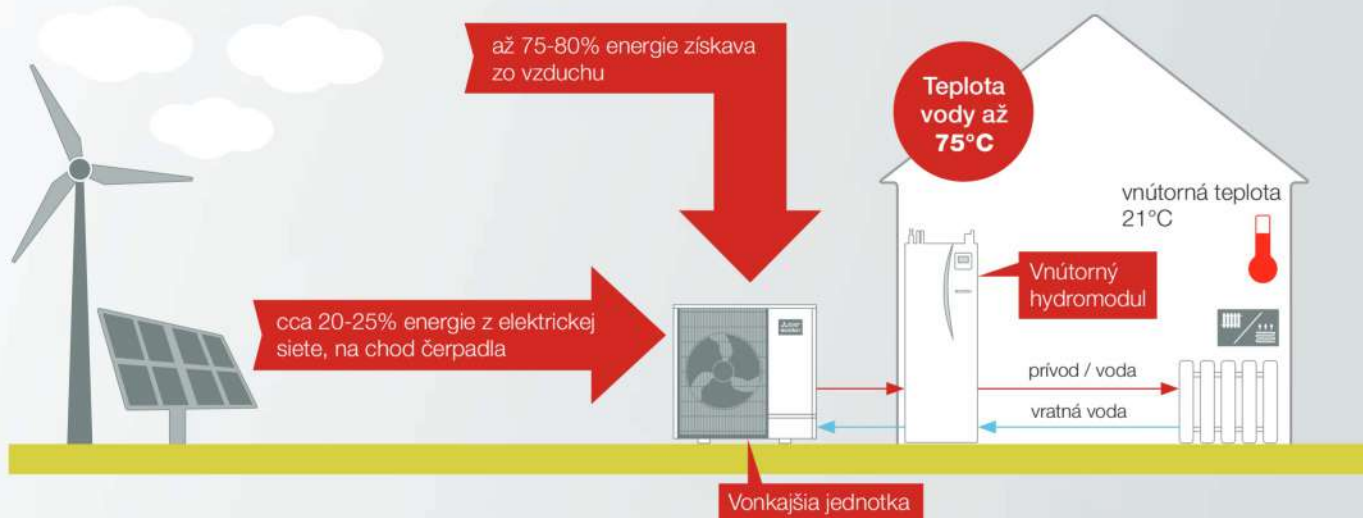 až 75-80% energie získava
zo vzduchu
Teplota
vody až
75°C
vnútorná teplota
21°C
Vnútorný
hydromodul
cca 20-25% energie z elektrickej
siete, na chod čerpadla
prívod / voda
vratná voda
Vonkajšia jednotka